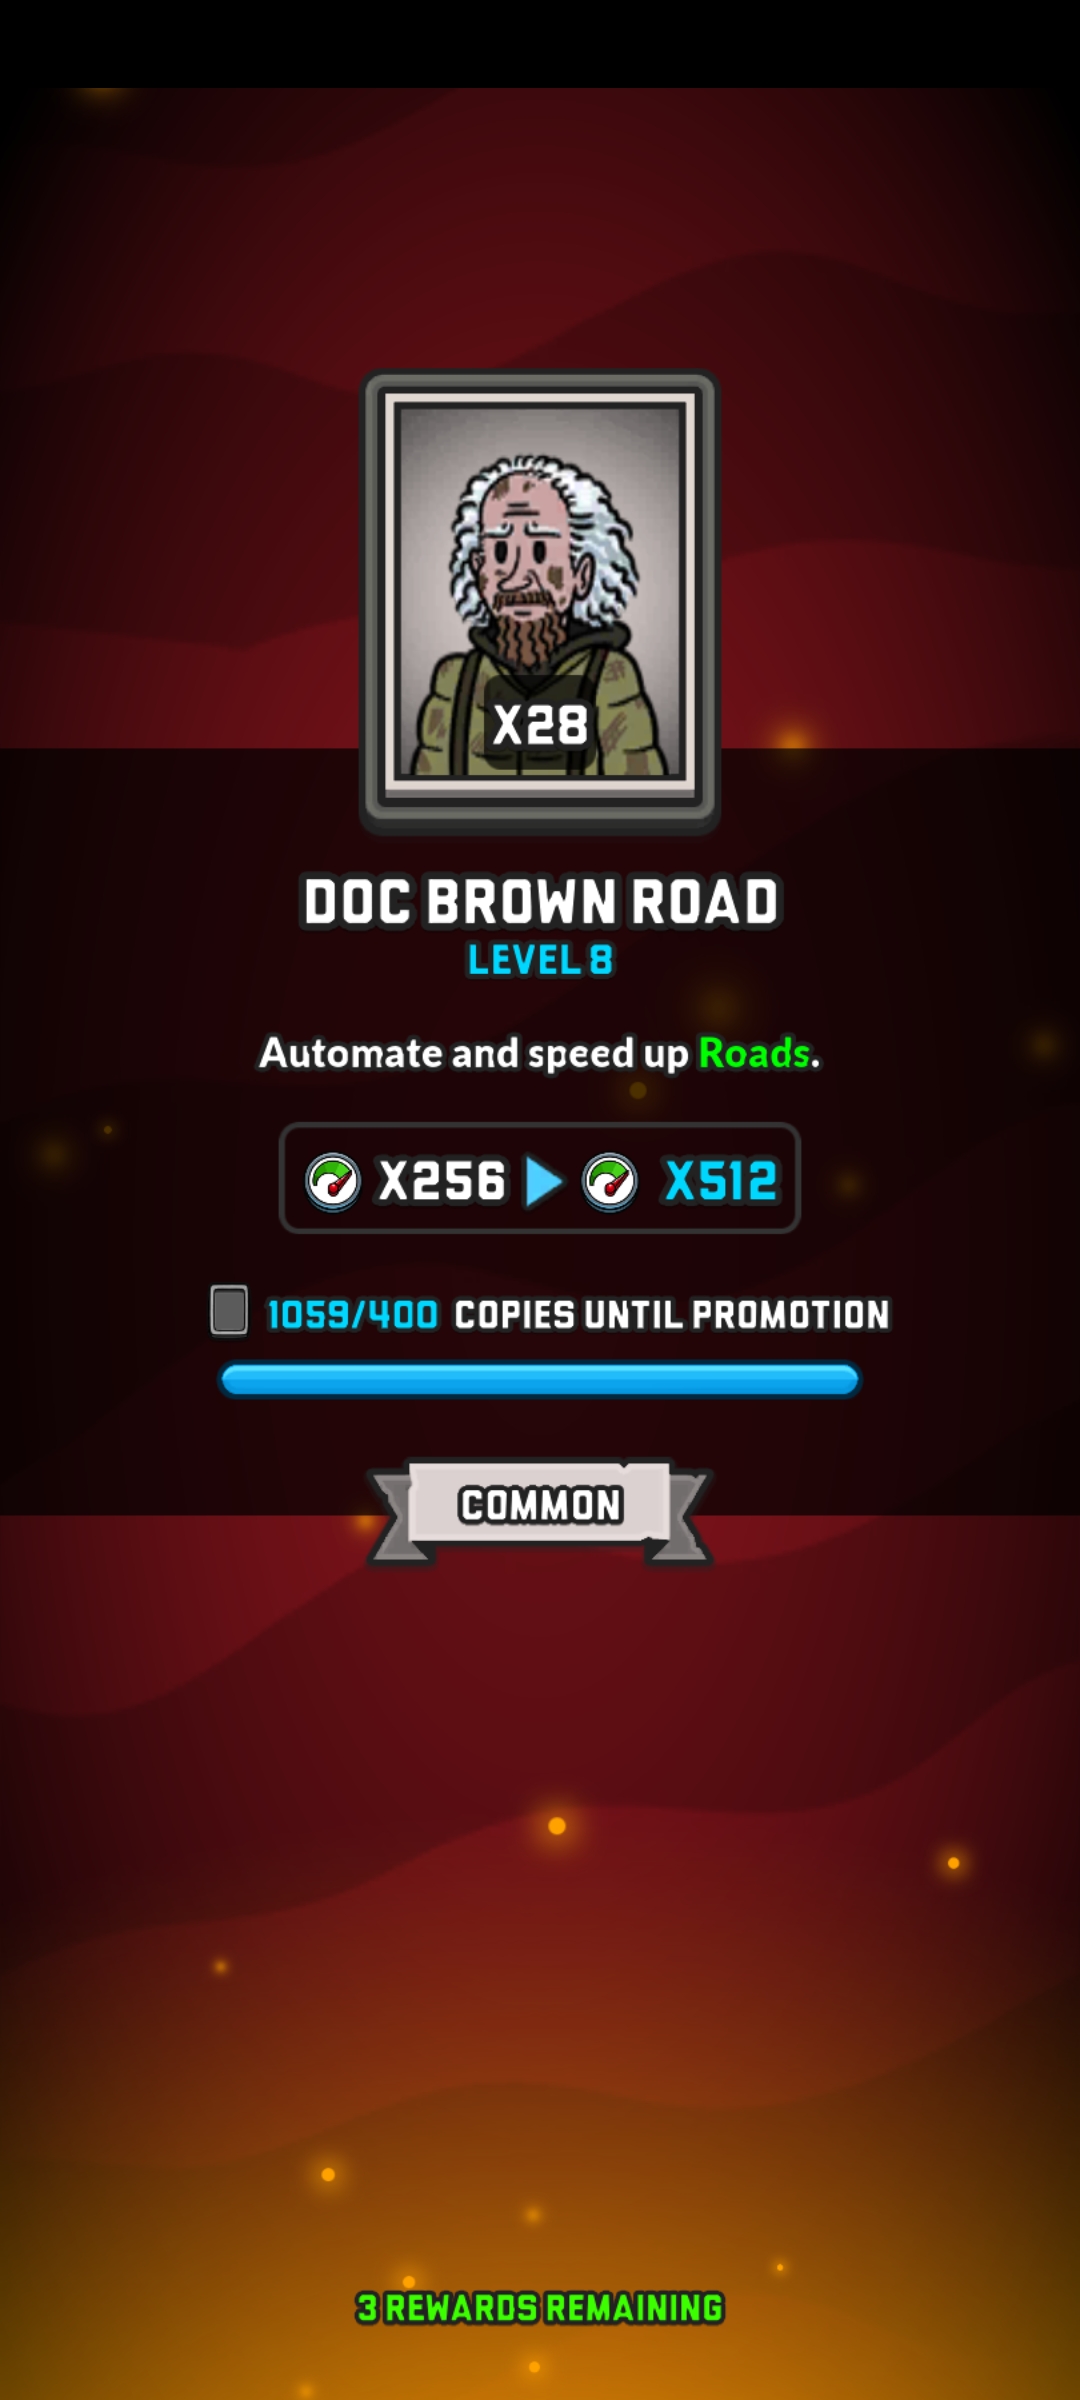 X28
DOC BROWN ROAD
LEVEL 8
Automate and speed up Roads.
X256 X512
1059/400 COPIES UNTIL PROMOTION
COMMON
3 REWARDS REMAINING